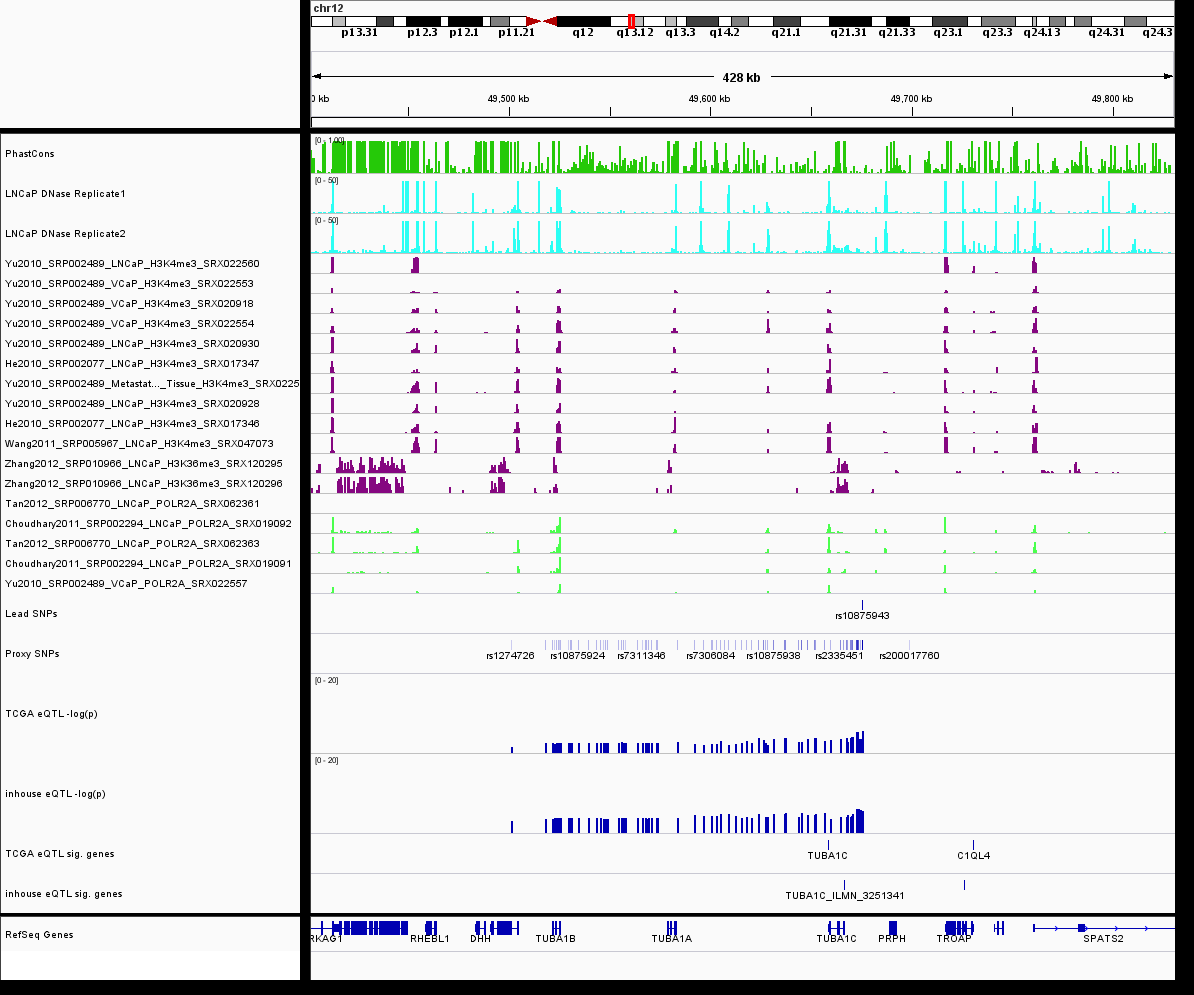 chr12
p13.31 p12.3 p12.1 p11.21 q12 q13.12 q13.3 q14.2 q21.1 q21.31 q21.33 q23.1 q23.3 q24.13 q24.31 q24.3
428 kb
0 kb 49,500 kb 49,600 kb 49,700 kb 49,800 kb
PhastCons [0 - 1.00]
LNCaP DNase Replicate1 [0 - 50]
LNCaP DNase Replicate2 [0 - 50]
Yu2010_SRP002489_LNCaP_H3K4me3_SRX022560
Yu2010_SRP002489_VCaP_H3K4me3_SRX022553
Yu2010_SRP002489_VCaP_H3K4me3_SRX020918
Yu2010_SRP002489_VCaP_H3K4me3_SRX022554
Yu2010_SRP002489_LNCaP_H3K4me3_SRX020930
He2010_SRP002077_LNCaP_H3K4me3_SRX017347
Yu2010_SRP002489_Metastat..._Tissue_H3K4me3_SRX0225
Yu2010_SRP002489_LNCaP_H3K4me3_SRX020928
He2010_SRP002077_LNCaP_H3K4me3_SRX017346
Wang2011_SRP005967_LNCaP_H3K4me3_SRX047073
Zhang2012_SRP010966_LNCaP_H3K36me3_SRX120295
Zhang2012_SRP010966_LNCaP_H3K36me3_SRX120296
Tan2012_SRP006770_LNCaP_POLR2A_SRX062361
Choudhary2011_SRP002294_LNCaP_POLR2A_SRX019092
Tan2012_SRP006770_LNCaP_POLR2A_SRX062363
Choudhary2011_SRP002294_LNCaP_POLR2A_SRX019091
Yu2010_SRP002489_VCaP_POLR2A_SRX022557
Lead SNPs rs10875943
Proxy SNPs rs1274726 rs10875924 rs7311346 rs7306084 rs10875938 rs2335451 rs200017760
[0 - 20]
TCGA eQTL -log(p)
[0 - 20]
inhouse eQTL -log(p)
TCGA eQTL sig. genes TUBA1C C1QL4
inhouse eQTL sig. genes TUBA1C_ILMN_3251341
RefSeq Genes RKAG1 RHEBL1 DHH TUBA1B TUBA1A TUBA1C PRPH TROAP SPATS2